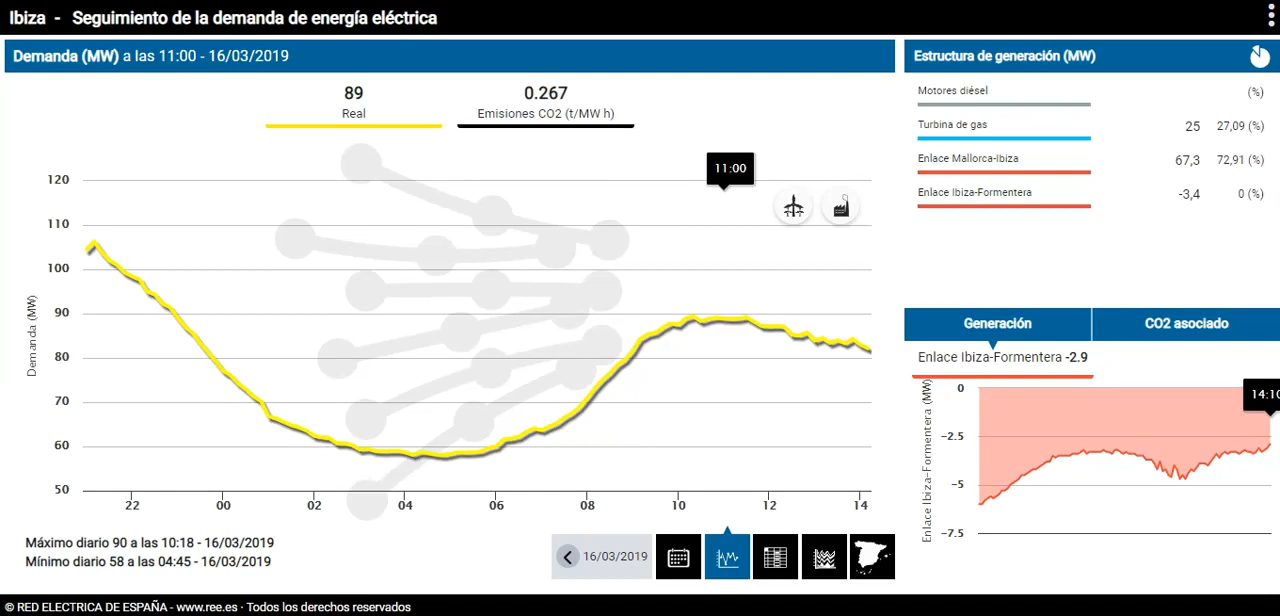 Ibiza - Seguimiento de la demanda de energía eléctrica
Demanda (MW) a las 11:00 - 16/03/2019
89
Real
0.267
Emisiones CO2 (t/MW h)
11:00
120
110
100
90
80
70
60
50
Demanda (MW)
22 00 02 04 06 08 10 12 14
Máximo diario 90 a las 10:18 - 16/03/2019
Mínimo diario 58 a las 04:45 - 16/03/2019
16/03/2019
Estructura de generación (MW)
Motores diésel (%)
Turbina de gas 25 27,09 (%)
Enlace Mallorca-Ibiza 67,3 72,91 (%)
Enlace Ibiza-Formentera -3,4 0 (%)
Generación CO2 asociado
Enlace Ibiza-Formentera -2.9
14:10
0
-2.5
-5
-7.5
Enlace Ibiza-Formentera (MW)
© RED ELECTRICA DE ESPAÑA - www.ree.es · Todos los derechos reservados